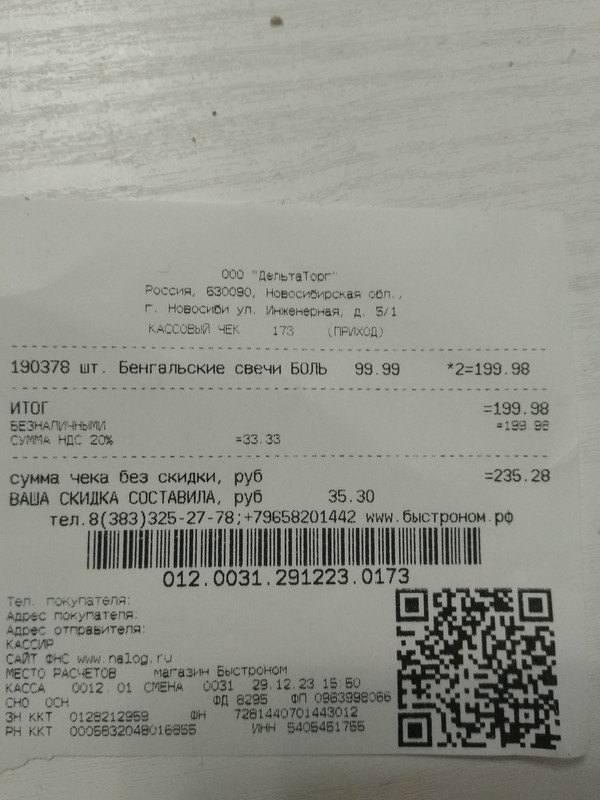 ООО "ДельтаТорг"
Россия, 630090, Новосибирская обл.,
г. Новосиби ул. Инженерная, д. 5/1
КАССОВЫЙ ЧЕК 173 (ПРИХОД)
190378 шт. Бенгальские свечи БОЛЬ 99.99 *2=199.98
ИТОГ =199.98
БЕЗНАЛИЧНЫМИ =199.98
СУММА НДС 20% =33.33
сумма чека без скидки, руб =235.28
ВАША СКИДКА СОСТАВИЛА, руб 35.30
тел.8(383)325-27-78;+79658201442 www.быстроном.рф
012.0031.291223.0173
Тел. покупателя:
Адрес покупателя:
Адрес отправителя:
КАССИР
САЙТ ФНС www.nalog.ru
МЕСТО РАСЧЕТОВ магазин Быстроном
КАССА 0012.01 СМЕНА 0031 29.12.23 15:50
СНО ОСН ФД 8295 ФП 0963998066
ЗН ККТ 0128212959 ФН 7281440701443012
РН ККТ 0005832048016855 ИНН 5405451755